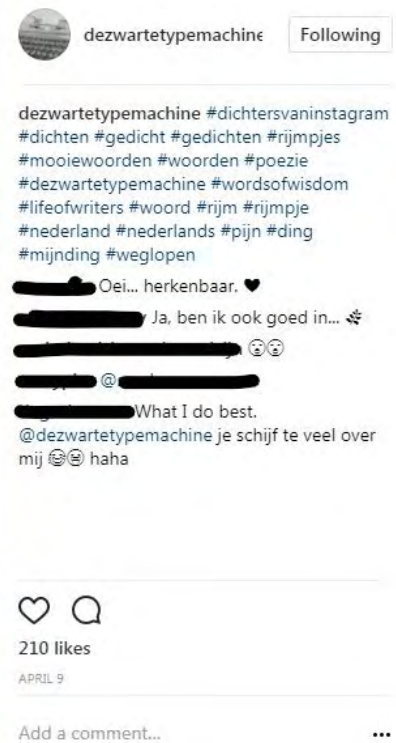 dezwartetypemachine
Following
dezwartetypemachine #dichtersvaninstagram
#dichten #gedicht #gedichten #rijmpjes
#mooiewoorden #woorden #poezie
#dezwartetypemachine #wordsofwisdom
#lifeofwriters #woord #rijm #rijmpje
#nederland #nederlands #pijn #ding
#mijnding #weglopen
Oei... herkenbaar. ♥
Ja, ben ik ook goed in...
@
What I do best.
@dezwartetypemachine je schijf te veel over
mij haha
210 likes
APRIL 9
Add a comment...